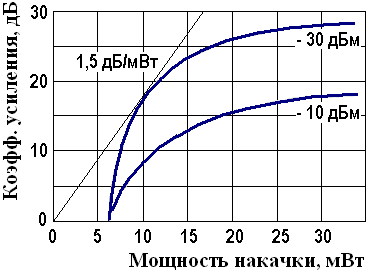 Коэфф. усиления, дБ
30
20
10
0
1,5 дБ/мВт
- 30 дБм
- 10 дБм
0 5 10 15 20 25 30
Мощность накачки, мВт